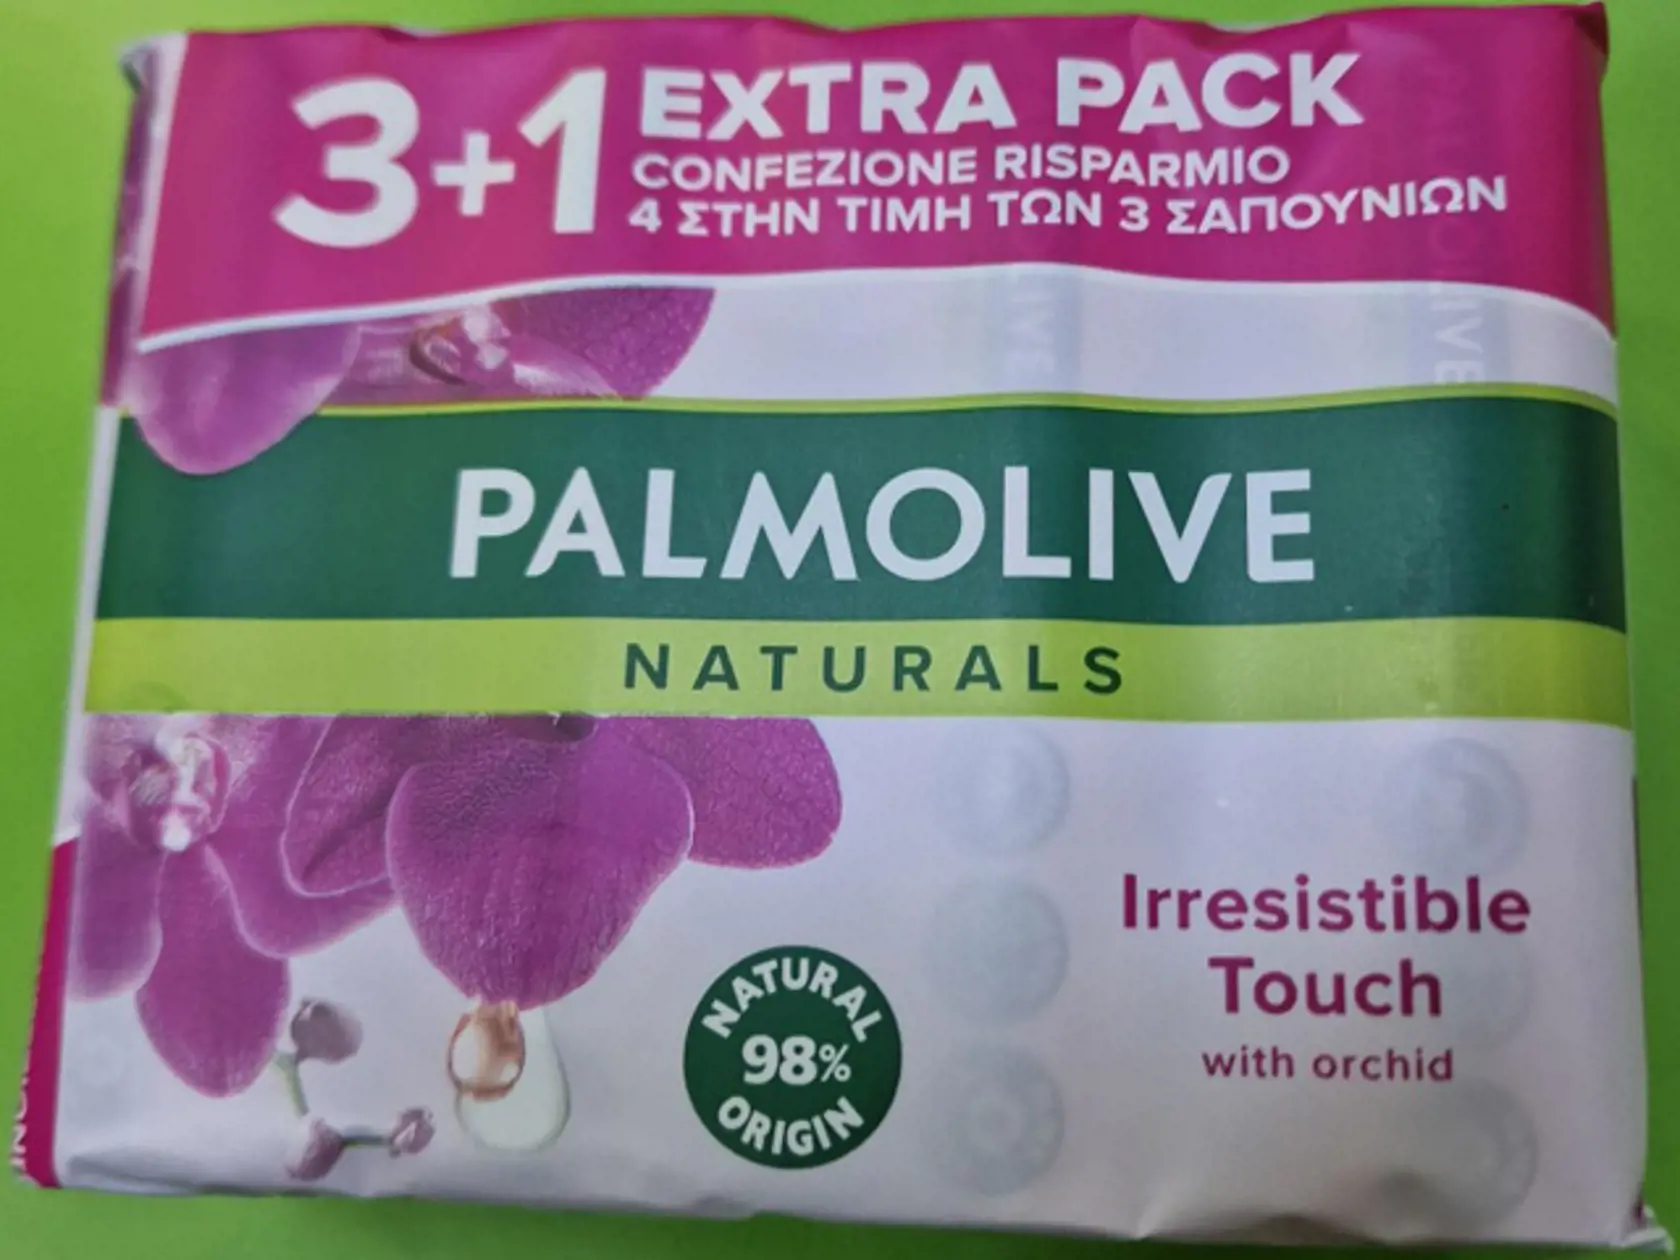 3+1
EXTRA PACK
CONFEZIONE RISPARMIO
4 ΣΤΗΝ ΤΙΜΗ ΤΩΝ 3 ΣΑΠΟΥΝΙΩΝ
PALMOLIVE
NATURALS
Irresistible
Touch
with orchid
NATURAL
98%
ORIGIN